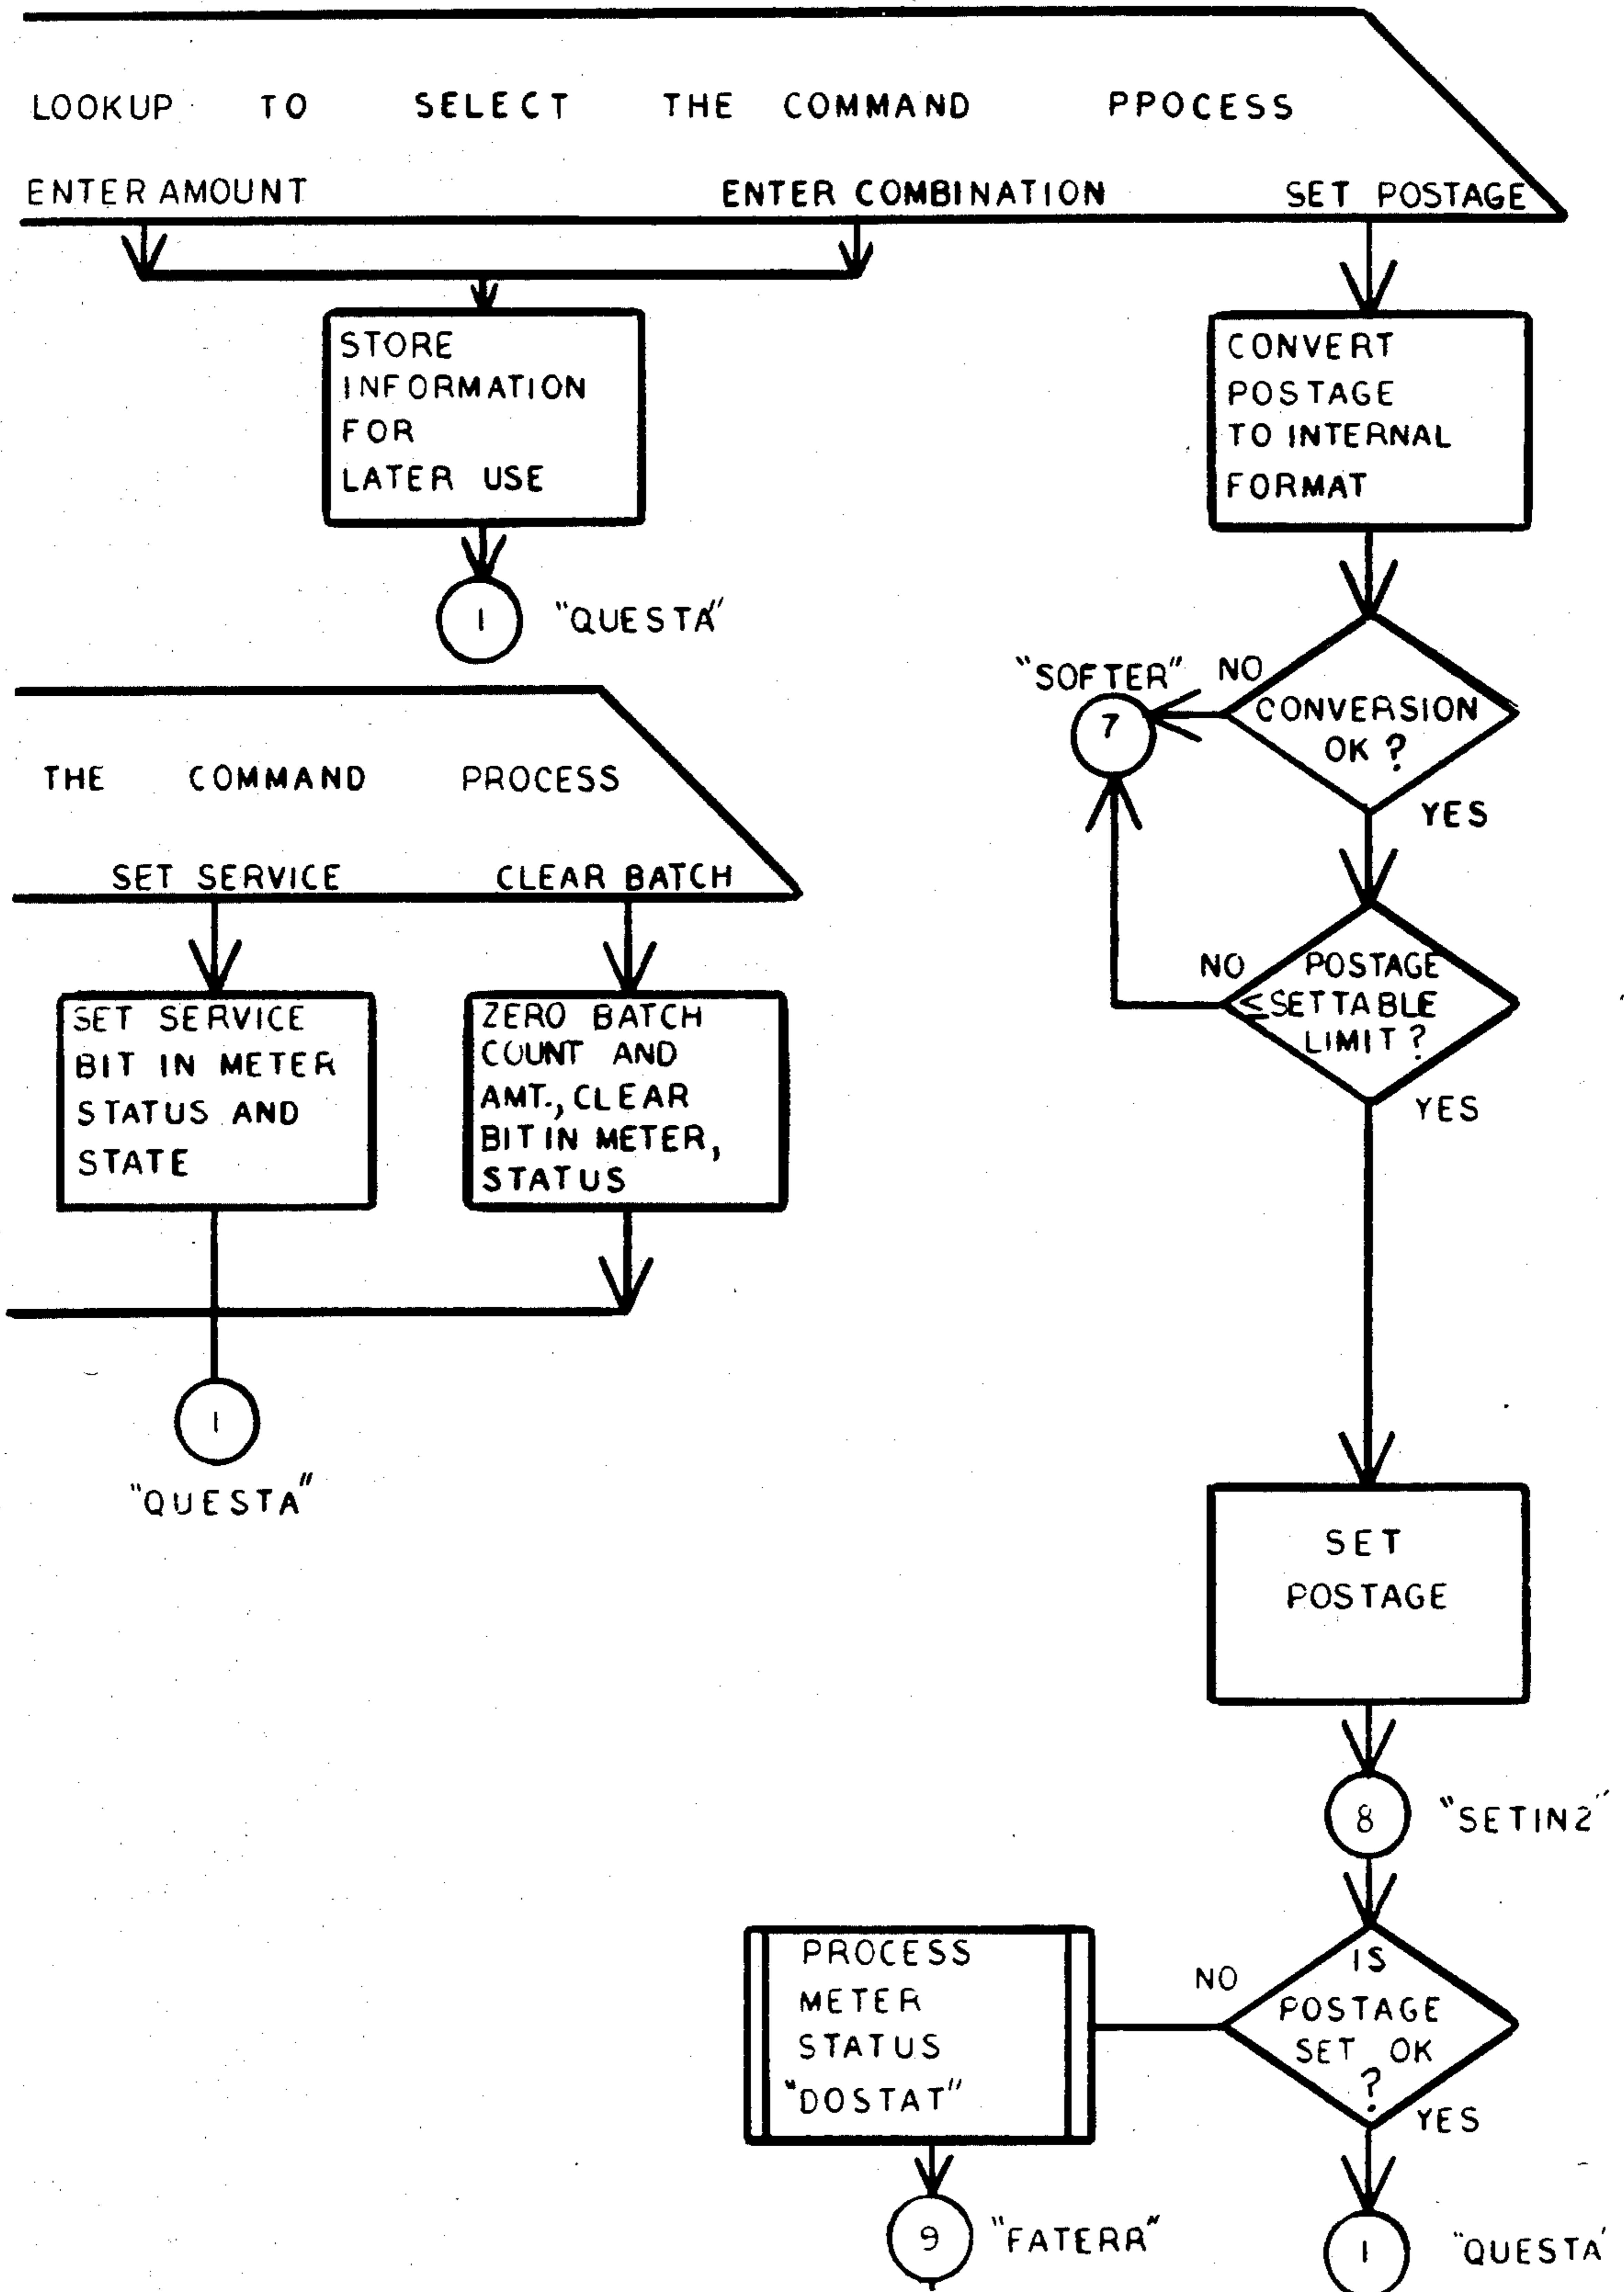 LOOKUP TO SELECT THE COMMAND PPOCESS
ENTER AMOUNT ENTER COMBINATION SET POSTAGE
STORE
INFORMATION
FOR
LATER USE
1 "QUESTA"
CONVERT
POSTAGE
TO INTERNAL
FORMAT
"SOFTER" NO
7
CONVERSION
OK ?
YES
THE COMMAND PROCESS
SET SERVICE CLEAR BATCH
SET SERVICE
BIT IN METER
STATUS AND
STATE
ZERO BATCH
COUNT AND
AMT., CLEAR
BIT IN METER,
STATUS
1
"QUESTA"
NO POSTAGE
≤SETTABLE
LIMIT ?
YES
SET
POSTAGE
8 "SETIN2"
IS
POSTAGE
SET OK
?
NO
YES
PROCESS
METER
STATUS
"DOSTAT"
9 "FATERR"
1 "QUESTA'